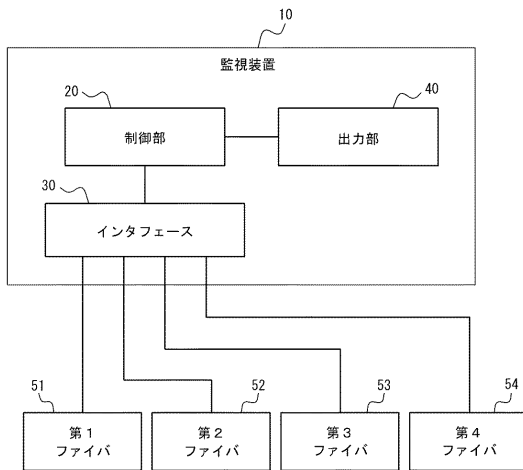 10
監視装置
20
40
制御部
出力部
30
インタフェース
51
52
53
54
第1
ファイバ
第2
ファイバ
第3
ファイバ
第4
ファイバ